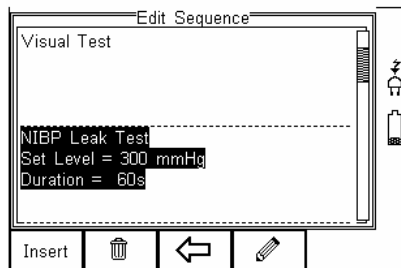 Edit Sequence
Visual Test
NIBP Leak Test
Set Level = 300 mmHg
Duration = 60s
Insert